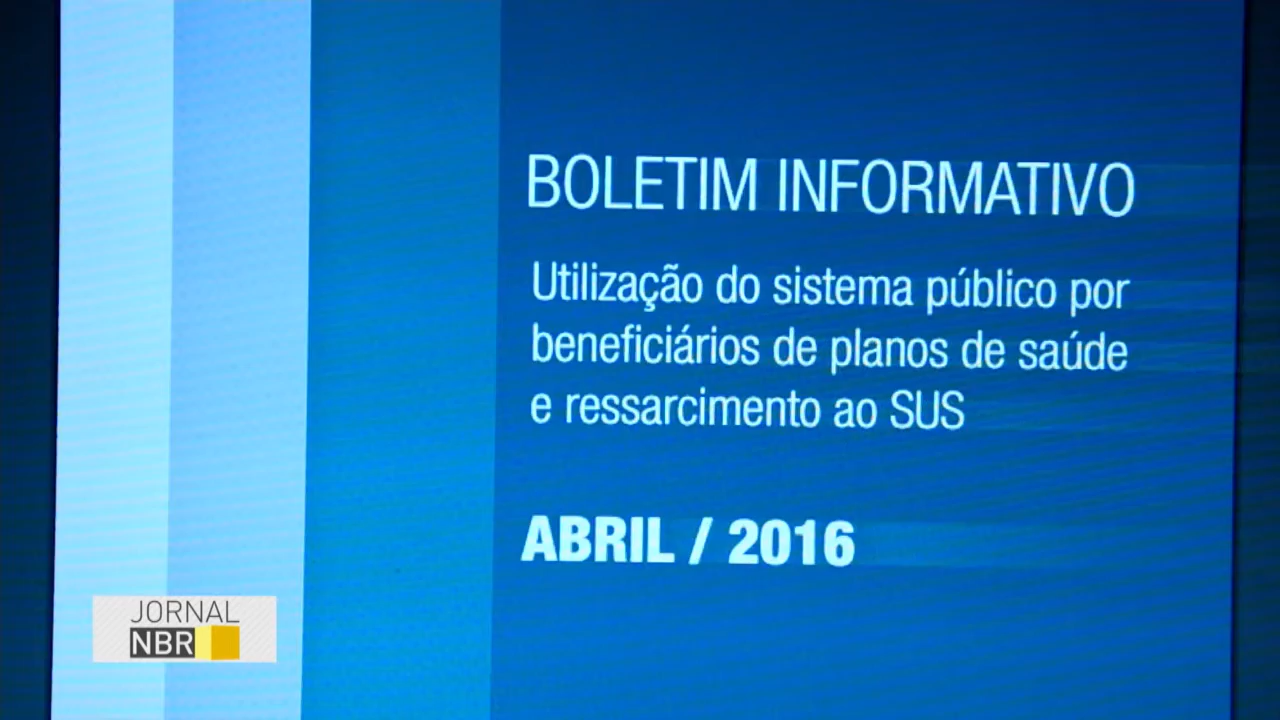 BOLETIM INFORMATIVO
Utilização do sistema público por
beneficiários de planos de saúde
e ressarcimento ao SUS
ABRIL / 2016
JORNAL
NBR